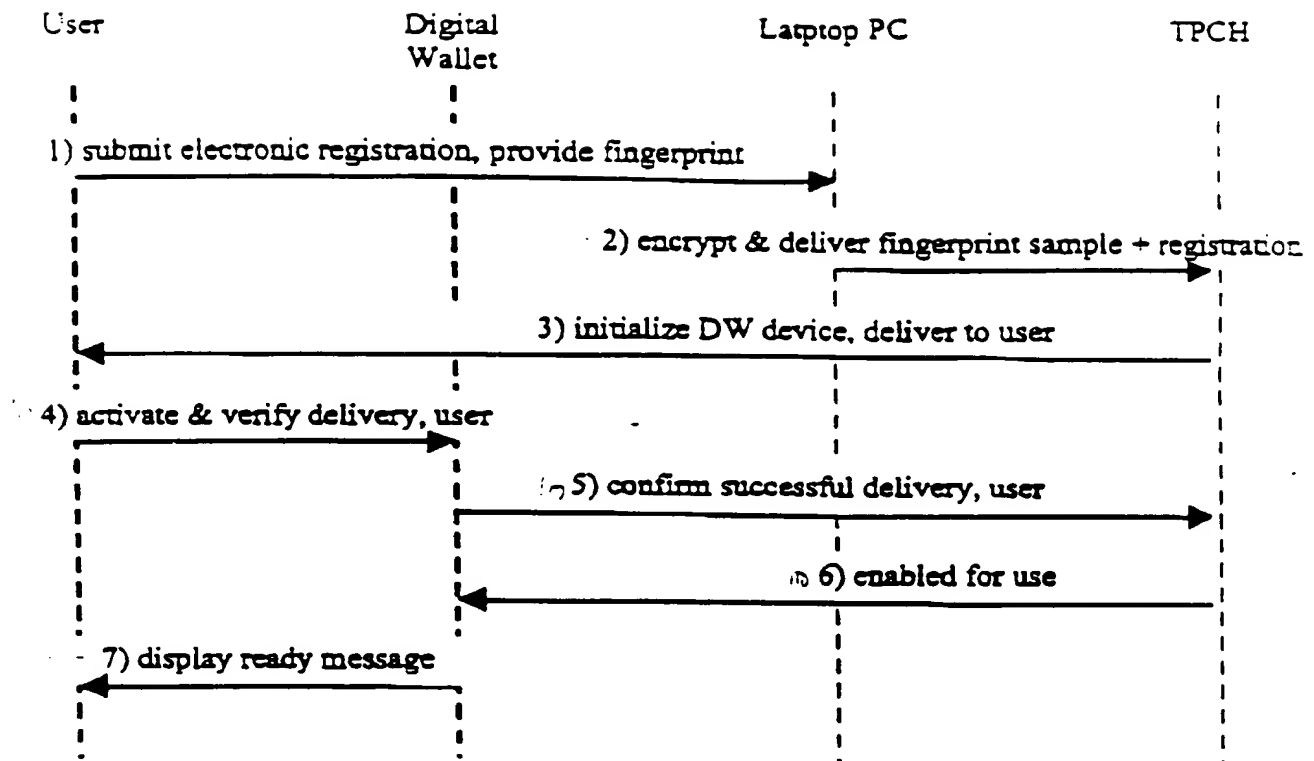 User
Digital
Wallet
Latptop PC
TPCH
1) submit electronic registration, provide fingerprint
2) encrypt & deliver fingerprint sample + registration
3) initialize DW device, deliver to user
4) activate & verify delivery, user
5) confirm successful delivery, user
6) enabled for use
7) display ready message